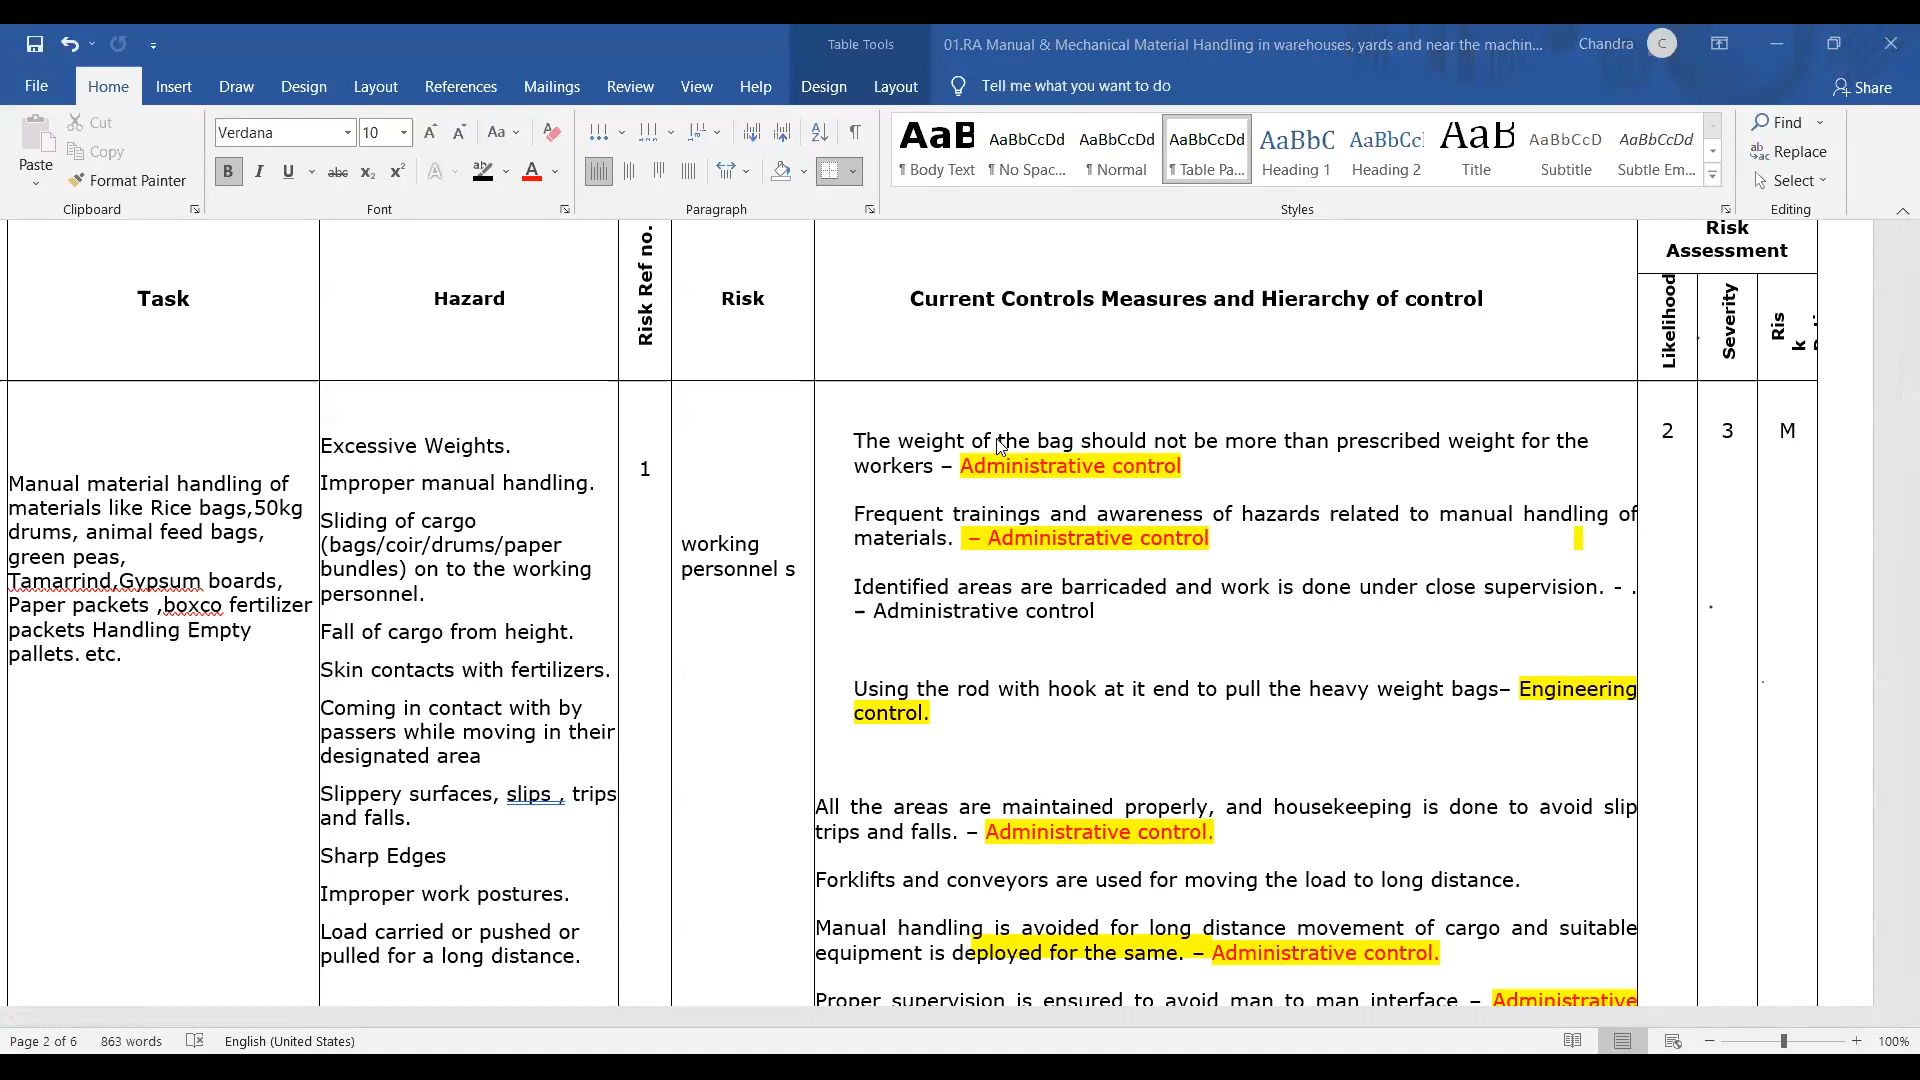 Table Tools
01.RA Manual & Mechanical Material Handling in warehouses, yards and near the machin...
Chandra
C
File
Home
Insert
Draw
Design
Layout
References
Mailings
Review
View
Help
Design
Layout
Tell me what you want to do
Share
Paste
Cut
Copy
Format Painter
Clipboard
Verdana
10
Aa
B I U abc x₂ x² A A
Font
Paragraph
AaB
¶ Body Text
AaBbCcDd
¶ No Spac...
AaBbCcDd
¶ Normal
AaBbCcDd
¶ Table Pa...
AaBbC
Heading 1
AaBbCc
Heading 2
AaB
Title
AaBbCcD
Subtitle
AaBbCcDd
Subtle Em...
Styles
Find
Replace
Select
Editing
Task
Hazard
Risk Ref no.
Risk
Current Controls Measures and Hierarchy of control
Risk
Assessment
Likelihood
Severity
Ris
k
Manual material handling of
materials like Rice bags,50kg
drums, animal feed bags,
green peas,
Tamarrind,Gypsum boards,
Paper packets ,boxco fertilizer
packets Handling Empty
pallets. etc.
Excessive Weights.
Improper manual handling.
Sliding of cargo
(bags/coir/drums/paper
bundles) on to the working
personnel.
Fall of cargo from height.
Skin contacts with fertilizers.
Coming in contact with by
passers while moving in their
designated area
Slippery surfaces, slips , trips
and falls.
Sharp Edges
Improper work postures.
Load carried or pushed or
pulled for a long distance.
1
working
personnel s
The weight of the bag should not be more than prescribed weight for the
workers – Administrative control
Frequent trainings and awareness of hazards related to manual handling of
materials. – Administrative control
Identified areas are barricaded and work is done under close supervision. - .
– Administrative control
Using the rod with hook at it end to pull the heavy weight bags– Engineering
control.
All the areas are maintained properly, and housekeeping is done to avoid slip
trips and falls. – Administrative control.
Forklifts and conveyors are used for moving the load to long distance.
Manual handling is avoided for long distance movement of cargo and suitable
equipment is deployed for the same. – Administrative control.
Proper supervision is ensured to avoid man to man interface – Administrative
2
3
M
Page 2 of 6
863 words
English (United States)
100%